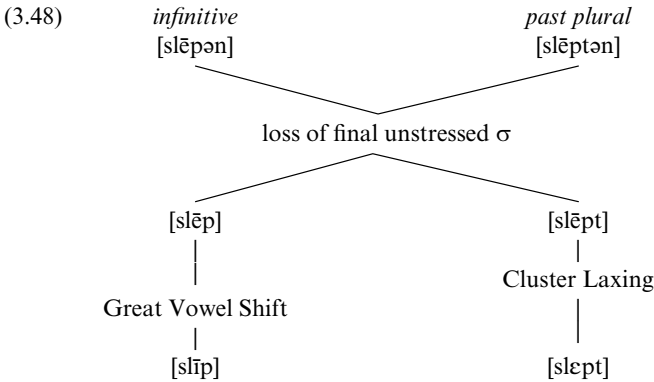 (3.48) infinitive past plural
[slēpən] [slēptən]
loss of final unstressed σ
[slēp] [slēpt]
Cluster Laxing
Great Vowel Shift
[slīp] [slɛpt]